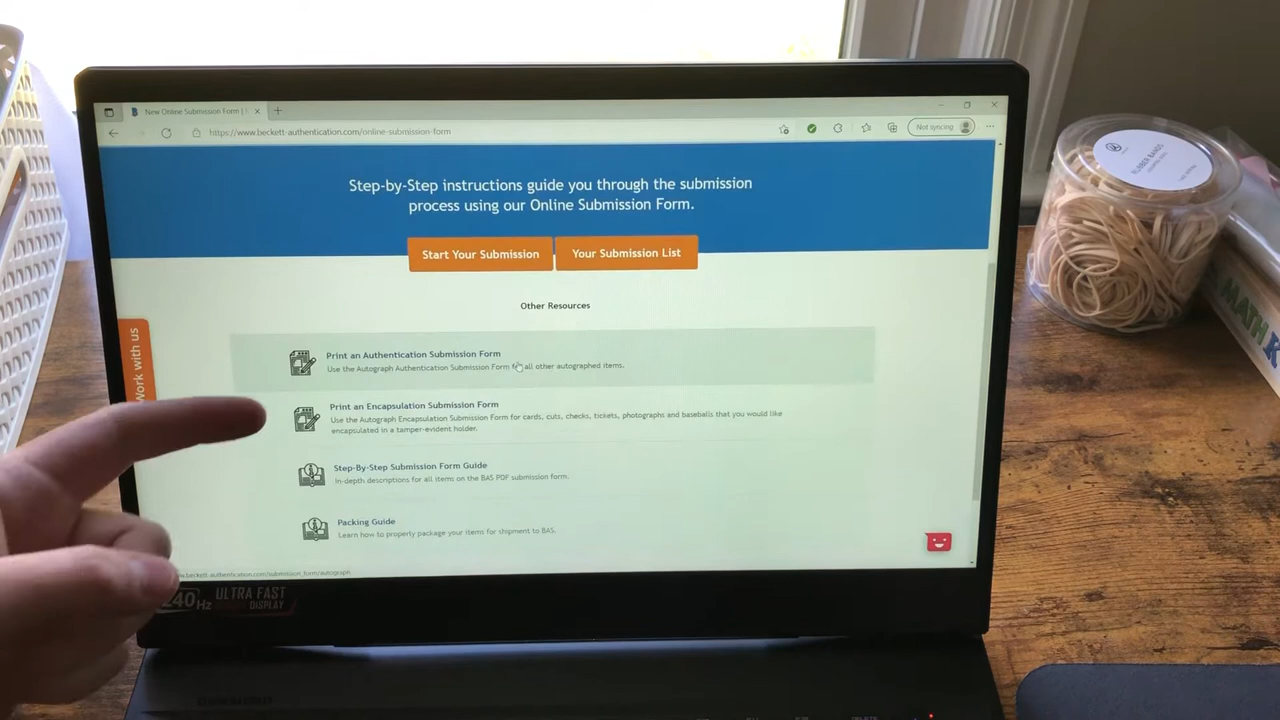 New Online Submission Form |
https://www.beckett-authentication.com/online-submission-form
Not syncing
Step-by-Step instructions guide you through the submission
process using our Online Submission Form.
Start Your Submission
Your Submission List
Other Resources
Work with us
Print an Authentication Submission Form
Use the Autograph Authentication Submission Form for all other autographed items.
Print an Encapsulation Submission Form
Use the Autograph Encapsulation Submission Form for cards, cuts, checks, tickets, photographs and baseballs that you would like
encapsulated in a tamper-evident holder.
Step-By-Step Submission Form Guide
In-depth descriptions for all items on the BAS PDF submission form.
Packing Guide
Learn how to properly package your items for shipment to BAS.
w.beckett-authentication.com/submission_form/autograph
240Hz ULTRA FAST
DISPLAY
RUBBER BANDS
MATH